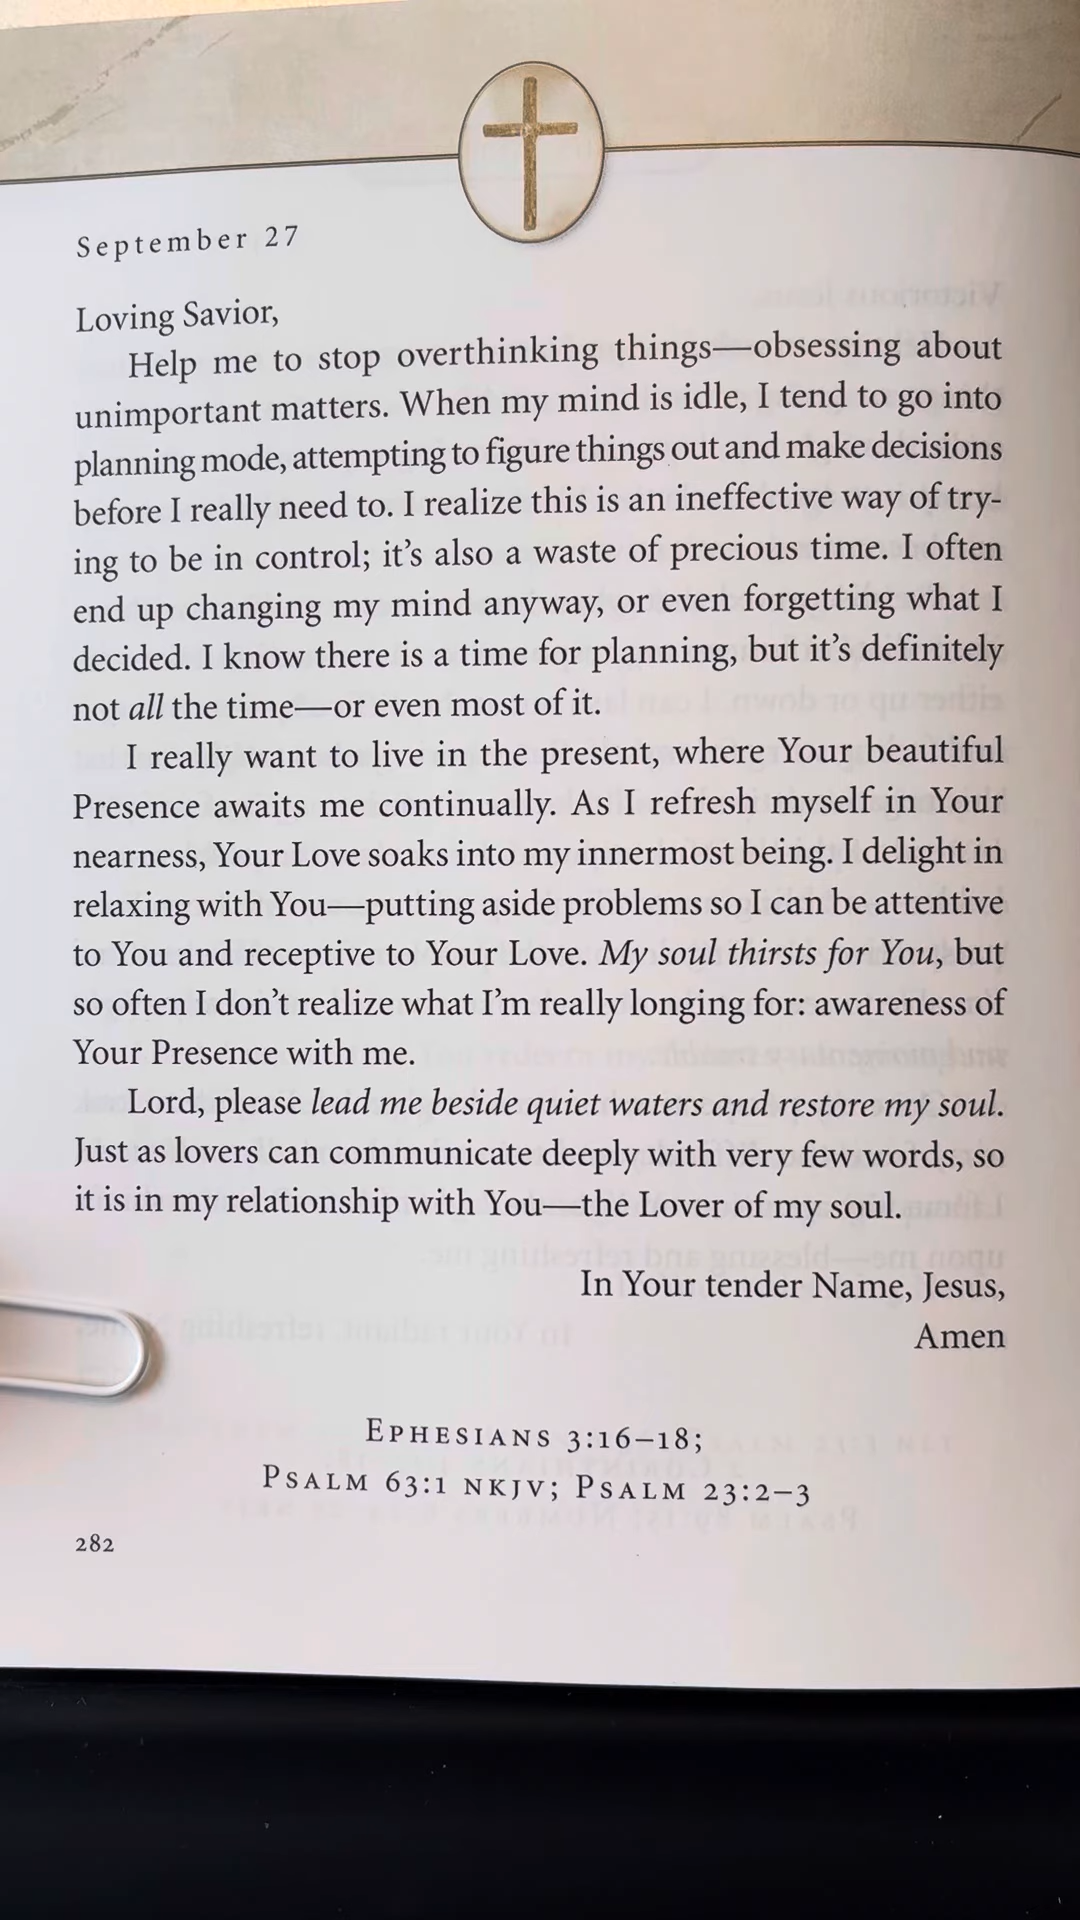 September 27
Loving Savior,
Help me to stop overthinking things—obsessing about
unimportant matters. When my mind is idle, I tend to go into
planning mode, attempting to figure things out and make decisions
before I really need to. I realize this is an ineffective way of try-
ing to be in control; it's also a waste of precious time. I often
end up changing my mind anyway, or even forgetting what I
decided. I know there is a time for planning, but it's definitely
not all the time—or even most of it.
I really want to live in the present, where Your beautiful
Presence awaits me continually. As I refresh myself in Your
nearness, Your Love soaks into my innermost being. I delight in
relaxing with You—putting aside problems so I can be attentive
to You and receptive to Your Love. My soul thirsts for You, but
so often I don't realize what I'm really longing for: awareness of
Your Presence with me.
Lord, please lead me beside quiet waters and restore my soul.
Just as lovers can communicate deeply with very few words, so
it is in my relationship with You—the Lover of my soul.
In Your tender Name, Jesus,
Amen
EPHESIANS 3:16–18;
PSALM 63:1 NKJV; PSALM 23:2–3
282